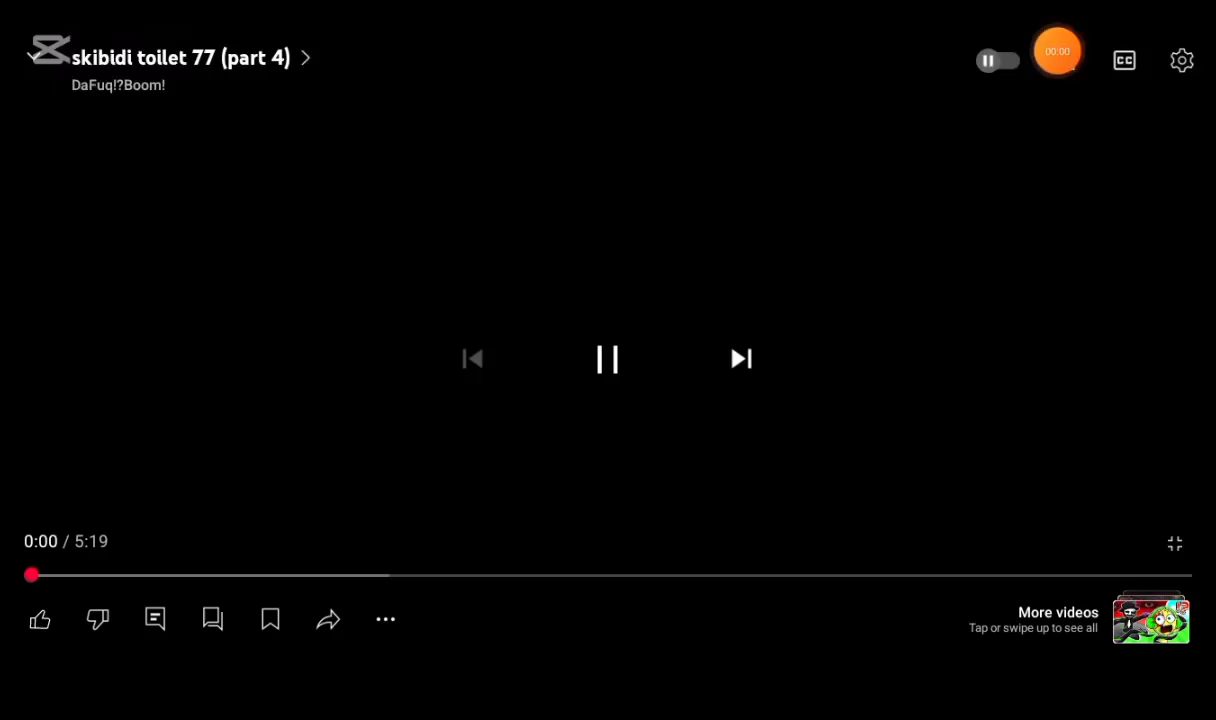 skibidi toilet 77 (part 4)
DaFuq!?Boom!
00:00
CC
0:00 / 5:19
More videos
Tap or swipe up to see all